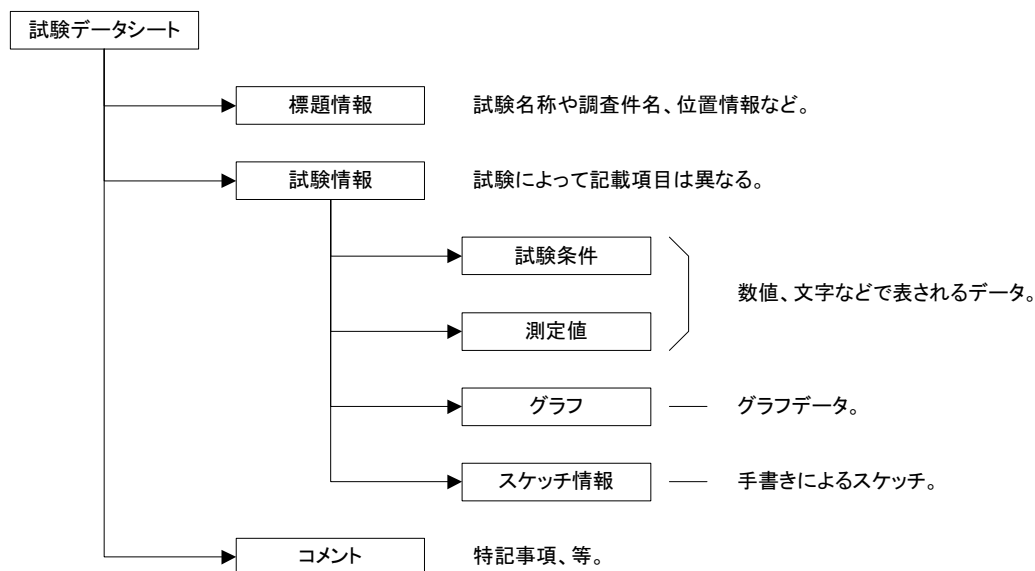 試験データシート
標題情報 試験名称や調査件名、位置情報など。
試験情報 試験によって記載項目は異なる。
試験条件
数値、文字などで表されるデータ。
測定値
グラフ グラフデータ。
スケッチ情報 手書きによるスケッチ。
コメント 特記事項、等。